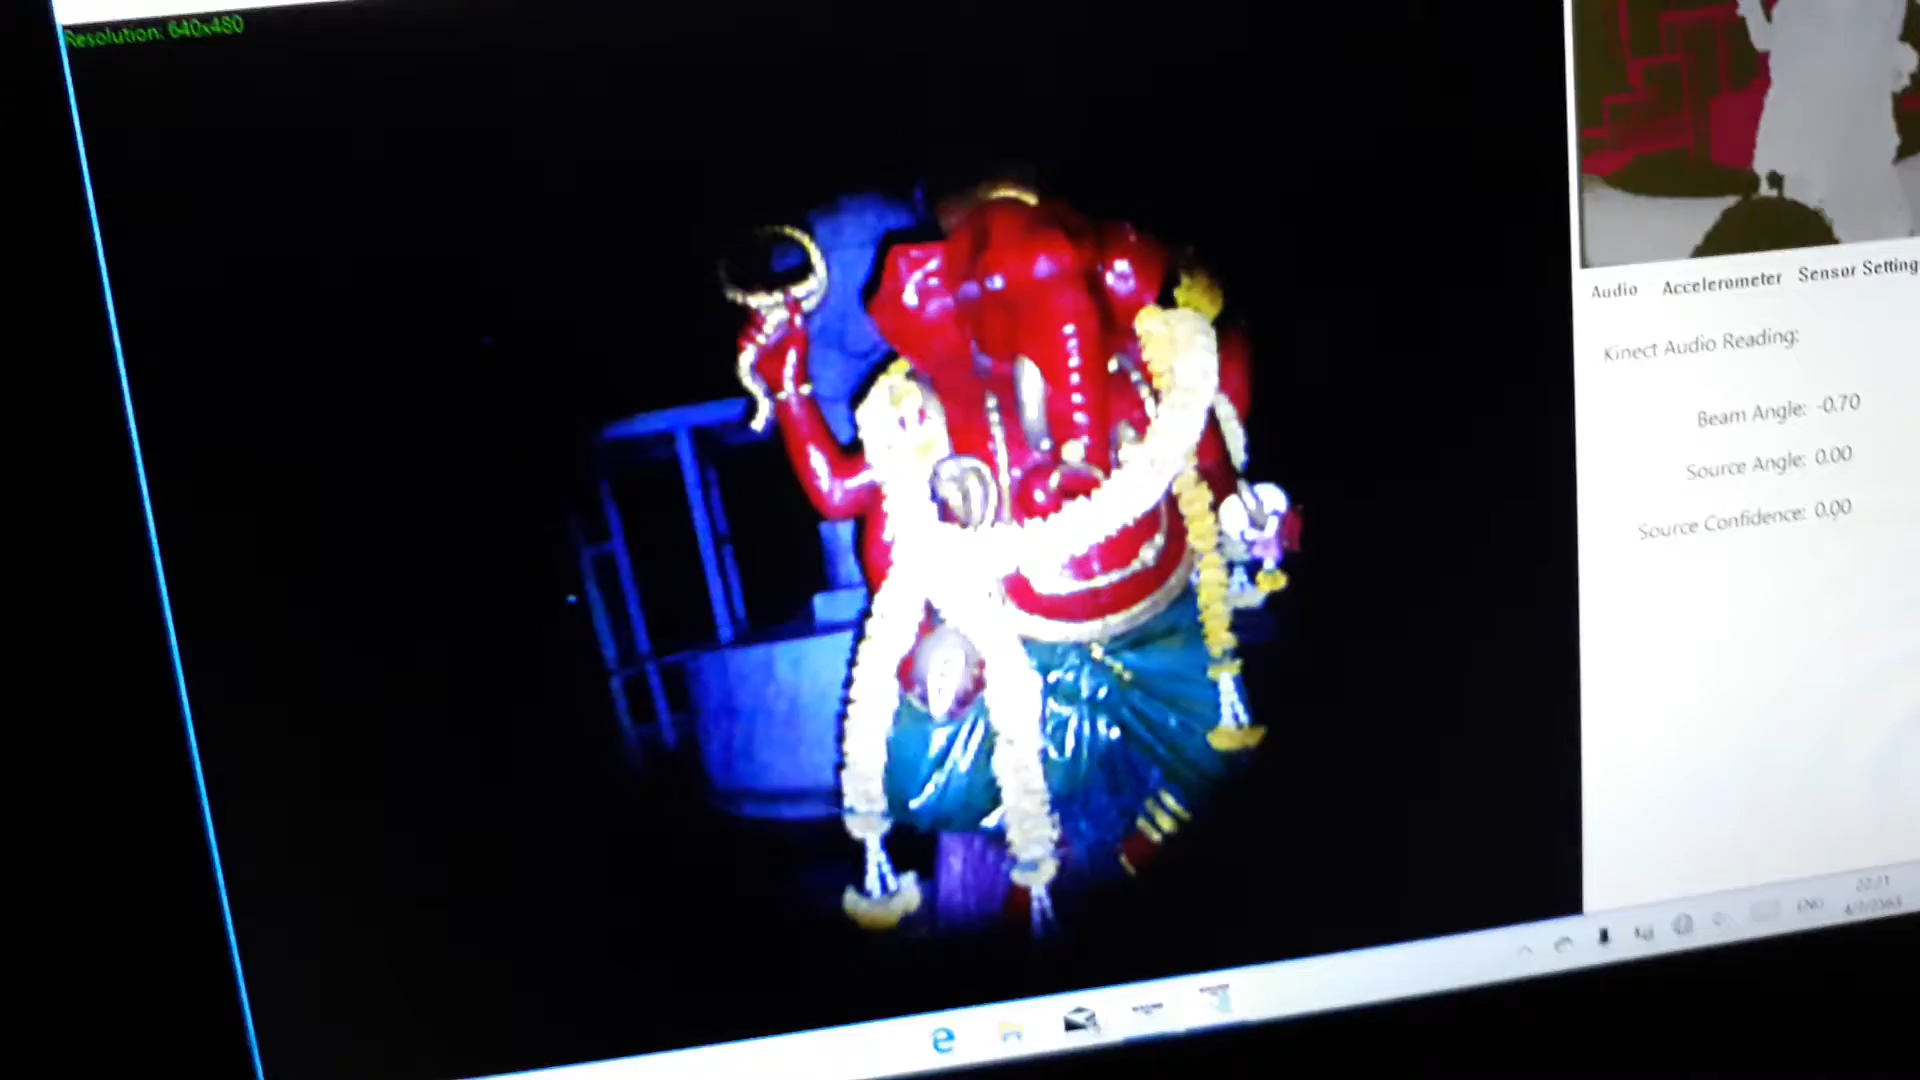 Resolution: 640x480
Audio Accelerometer Sensor Setting
Kinect Audio Reading:
Beam Angle: -0.70
Source Angle: 0.00
Source Confidence: 0.00
ENG